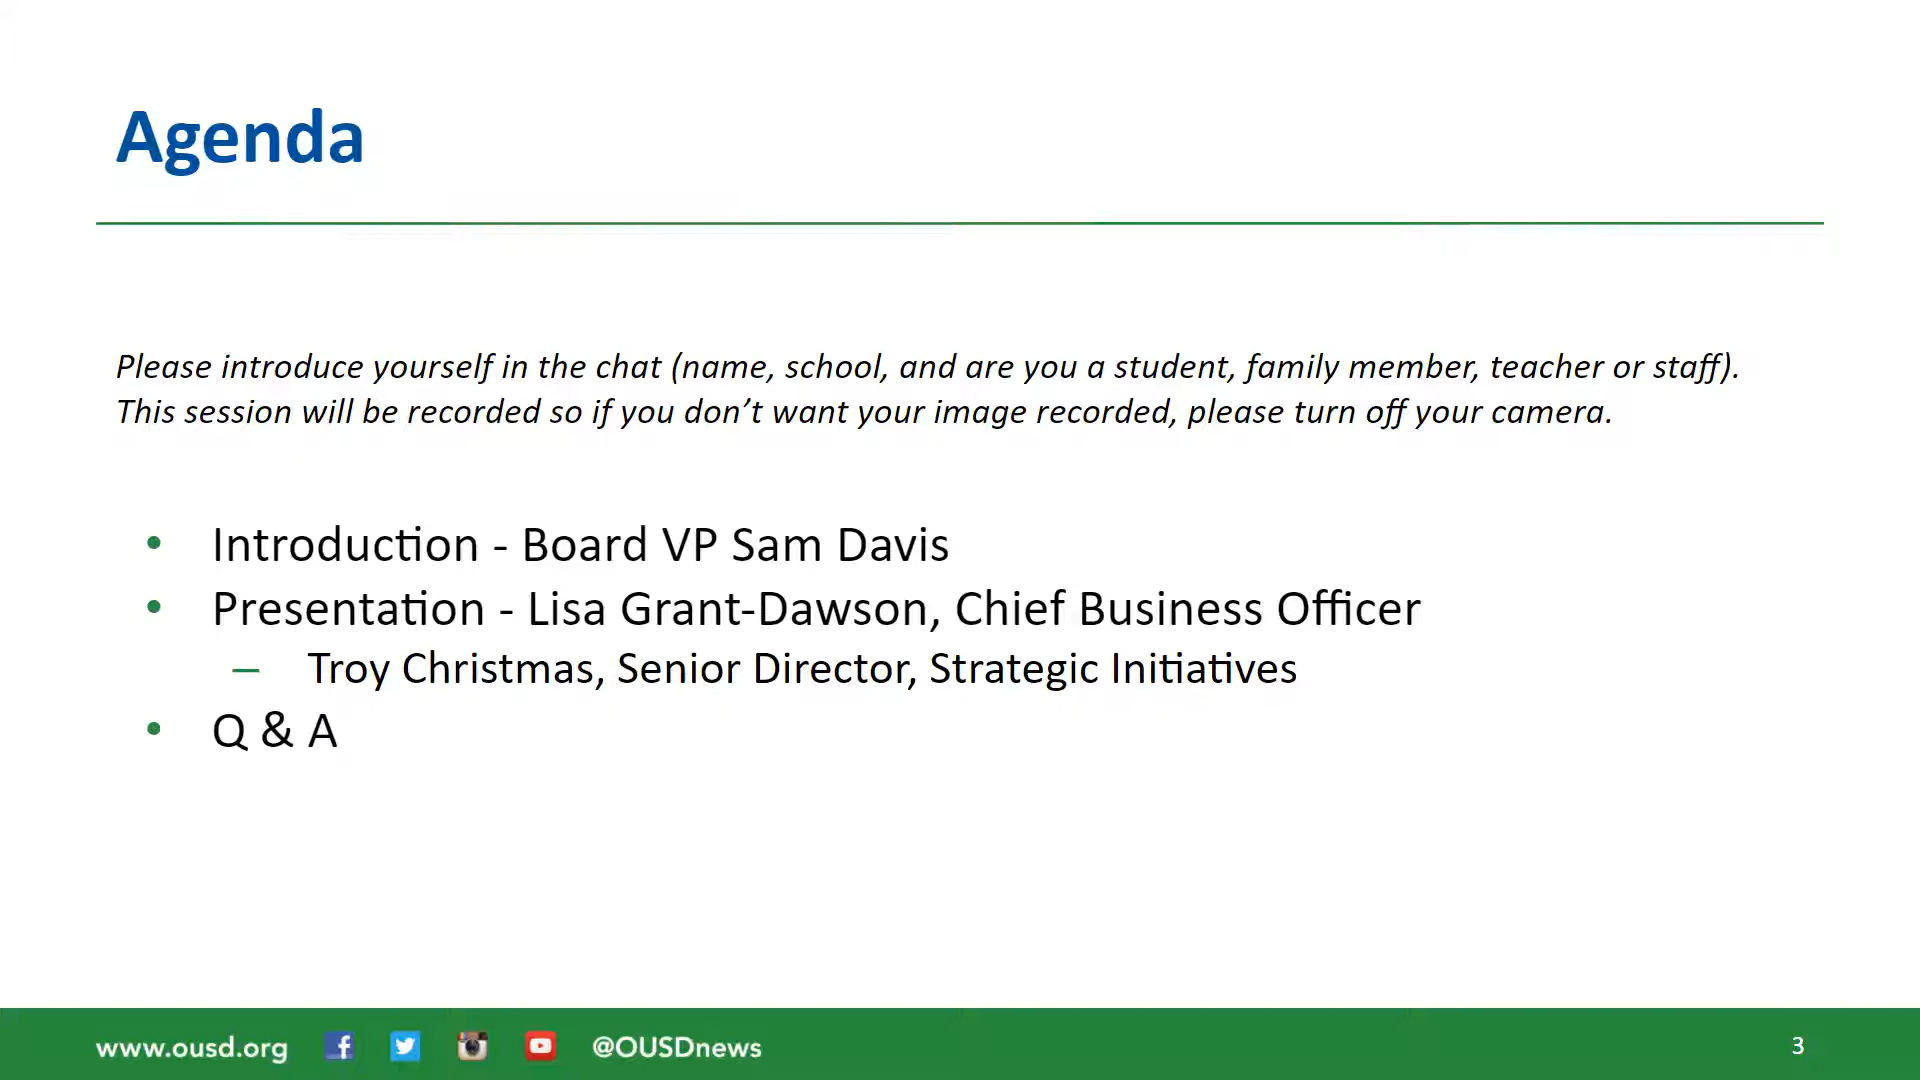 Agenda
Please introduce yourself in the chat (name, school, and are you a student, family member, teacher or staff).
This session will be recorded so if you don’t want your image recorded, please turn off your camera.
• Introduction - Board VP Sam Davis
• Presentation - Lisa Grant-Dawson, Chief Business Officer
– Troy Christmas, Senior Director, Strategic Initiatives
• Q & A
www.ousd.org @OUSDnews 3